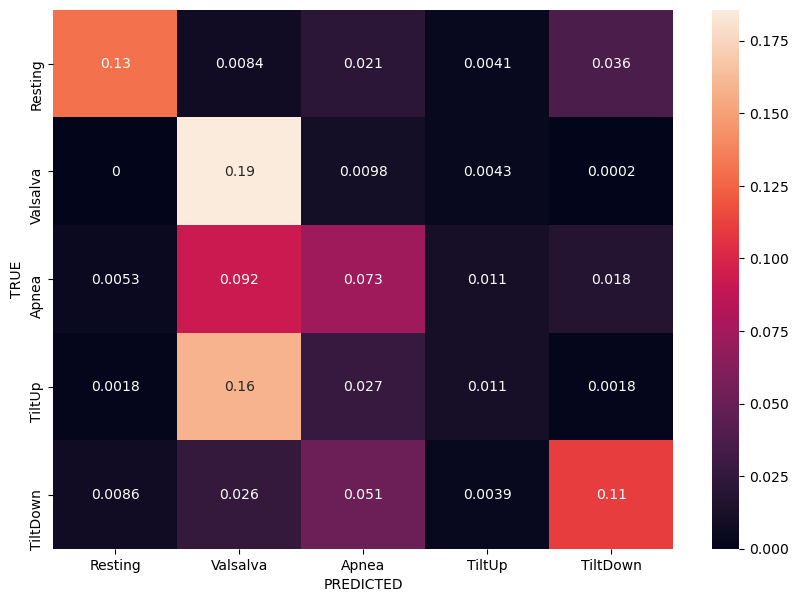 Resting 0.13 0.0084 0.021 0.0041 0.036
Valsalva 0 0.19 0.0098 0.0043 0.0002
TRUE
Apnea 0.0053 0.092 0.073 0.011 0.018
TiltUp 0.0018 0.16 0.027 0.011 0.0018
TiltDown 0.0086 0.026 0.051 0.0039 0.11
Resting Valsalva Apnea TiltUp TiltDown
PREDICTED
0.175
0.150
0.125
0.100
0.075
0.050
0.025
0.000